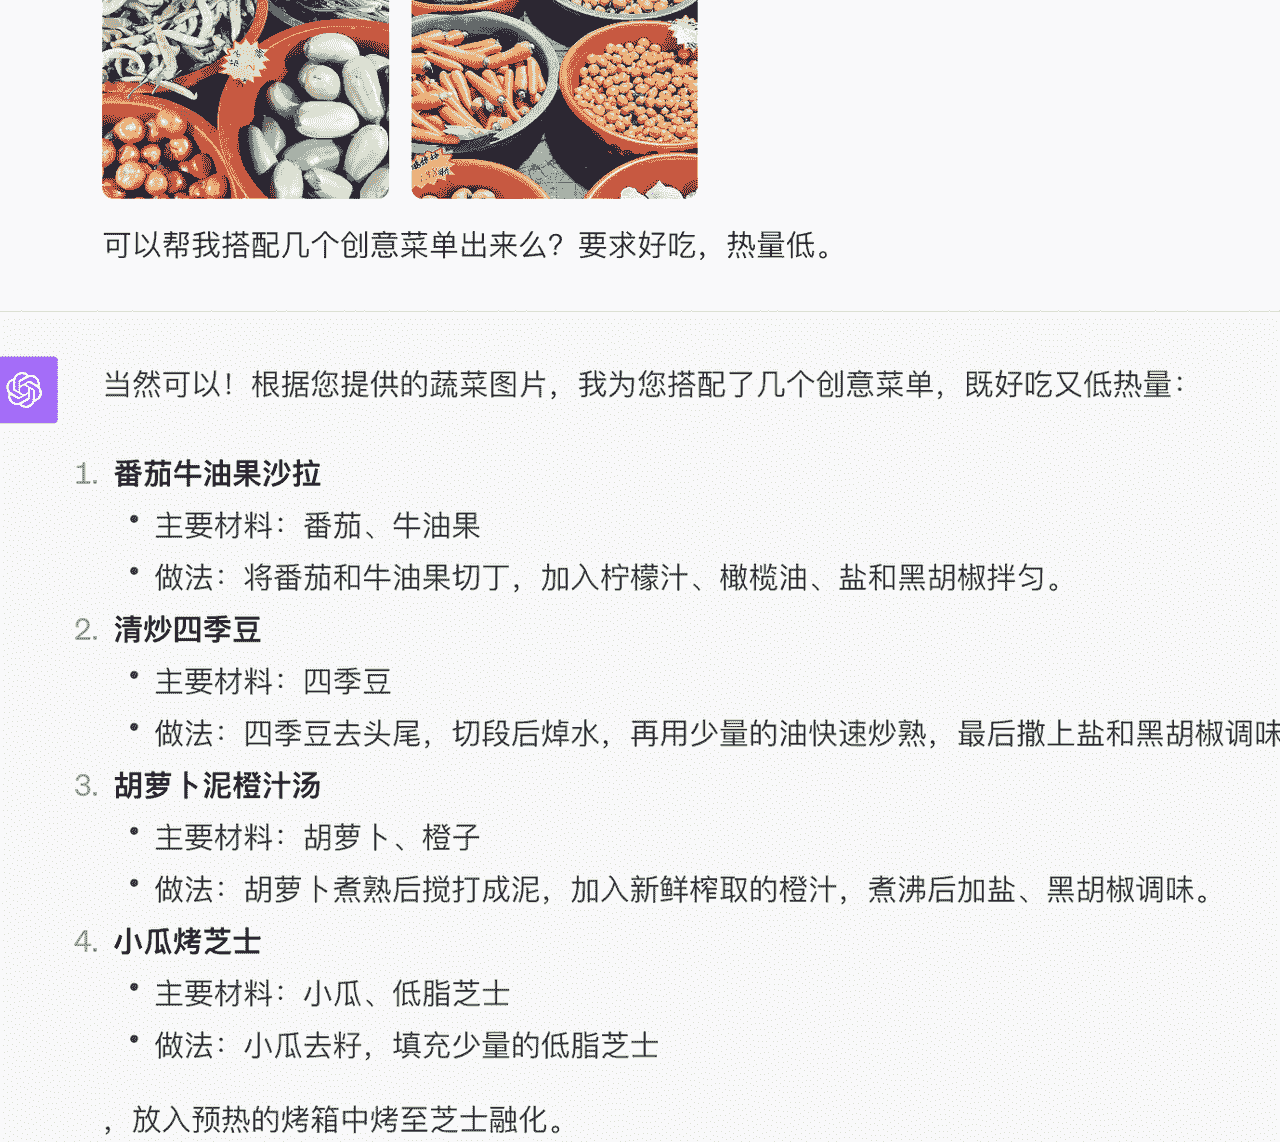 可以帮我搭配几个创意菜单出来么？要求好吃，热量低。
当然可以！根据您提供的蔬菜图片，我为您搭配了几个创意菜单，既好吃又低热量：
1. 番茄牛油果沙拉
• 主要材料：番茄、牛油果
• 做法：将番茄和牛油果切丁，加入柠檬汁、橄榄油、盐和黑胡椒拌匀。
2. 清炒四季豆
• 主要材料：四季豆
• 做法：四季豆去头尾，切段后焯水，再用少量的油快速炒熟，最后撒上盐和黑胡椒调味
3. 胡萝卜泥橙汁汤
• 主要材料：胡萝卜、橙子
• 做法：胡萝卜煮熟后搅打成泥，加入新鲜榨取的橙汁，煮沸后加盐、黑胡椒调味。
4. 小瓜烤芝士
• 主要材料：小瓜、低脂芝士
• 做法：小瓜去籽，填充少量的低脂芝士
，放入预热的烤箱中烤至芝士融化。